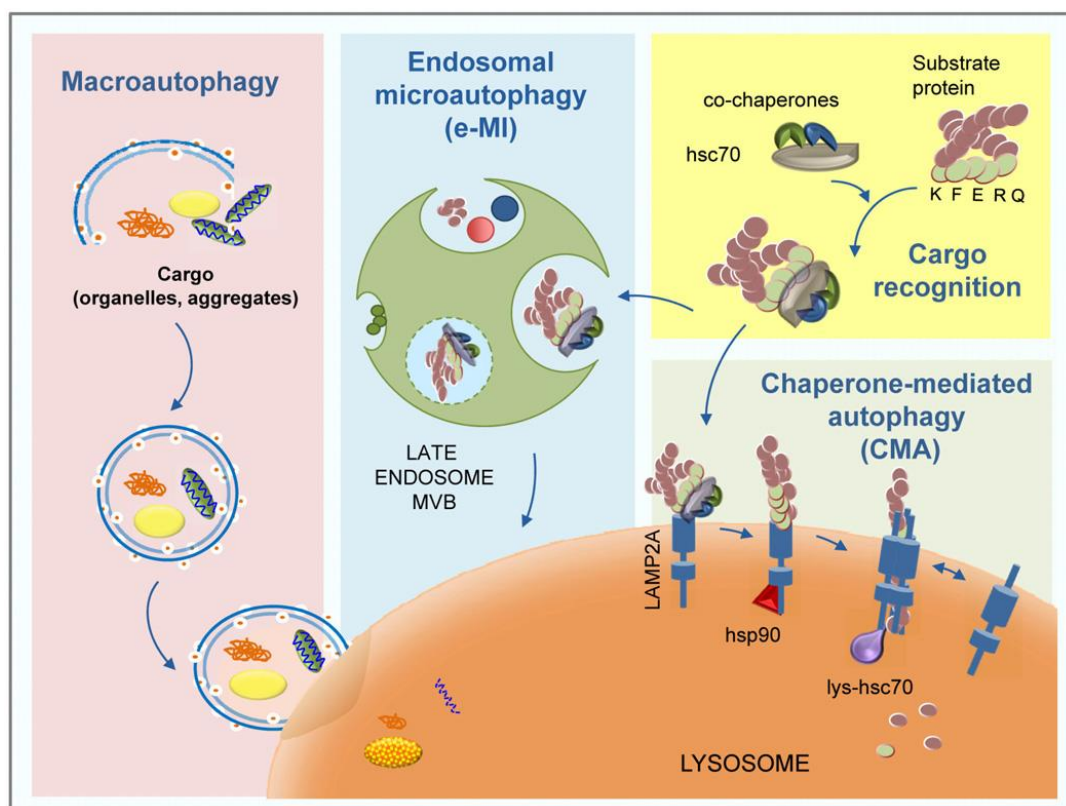 Macroautophagy
Cargo
(organelles, aggregates)
Endosomal
microautophagy
(e-MI)
LATE
ENDOSOME
MVB
co-chaperones
hsc70
Substrate
protein
K F E R Q
Cargo
recognition
Chaperone-mediated
autophagy
(CMA)
LAMP2A
hsp90
lys-hsc70
LYSOSOME